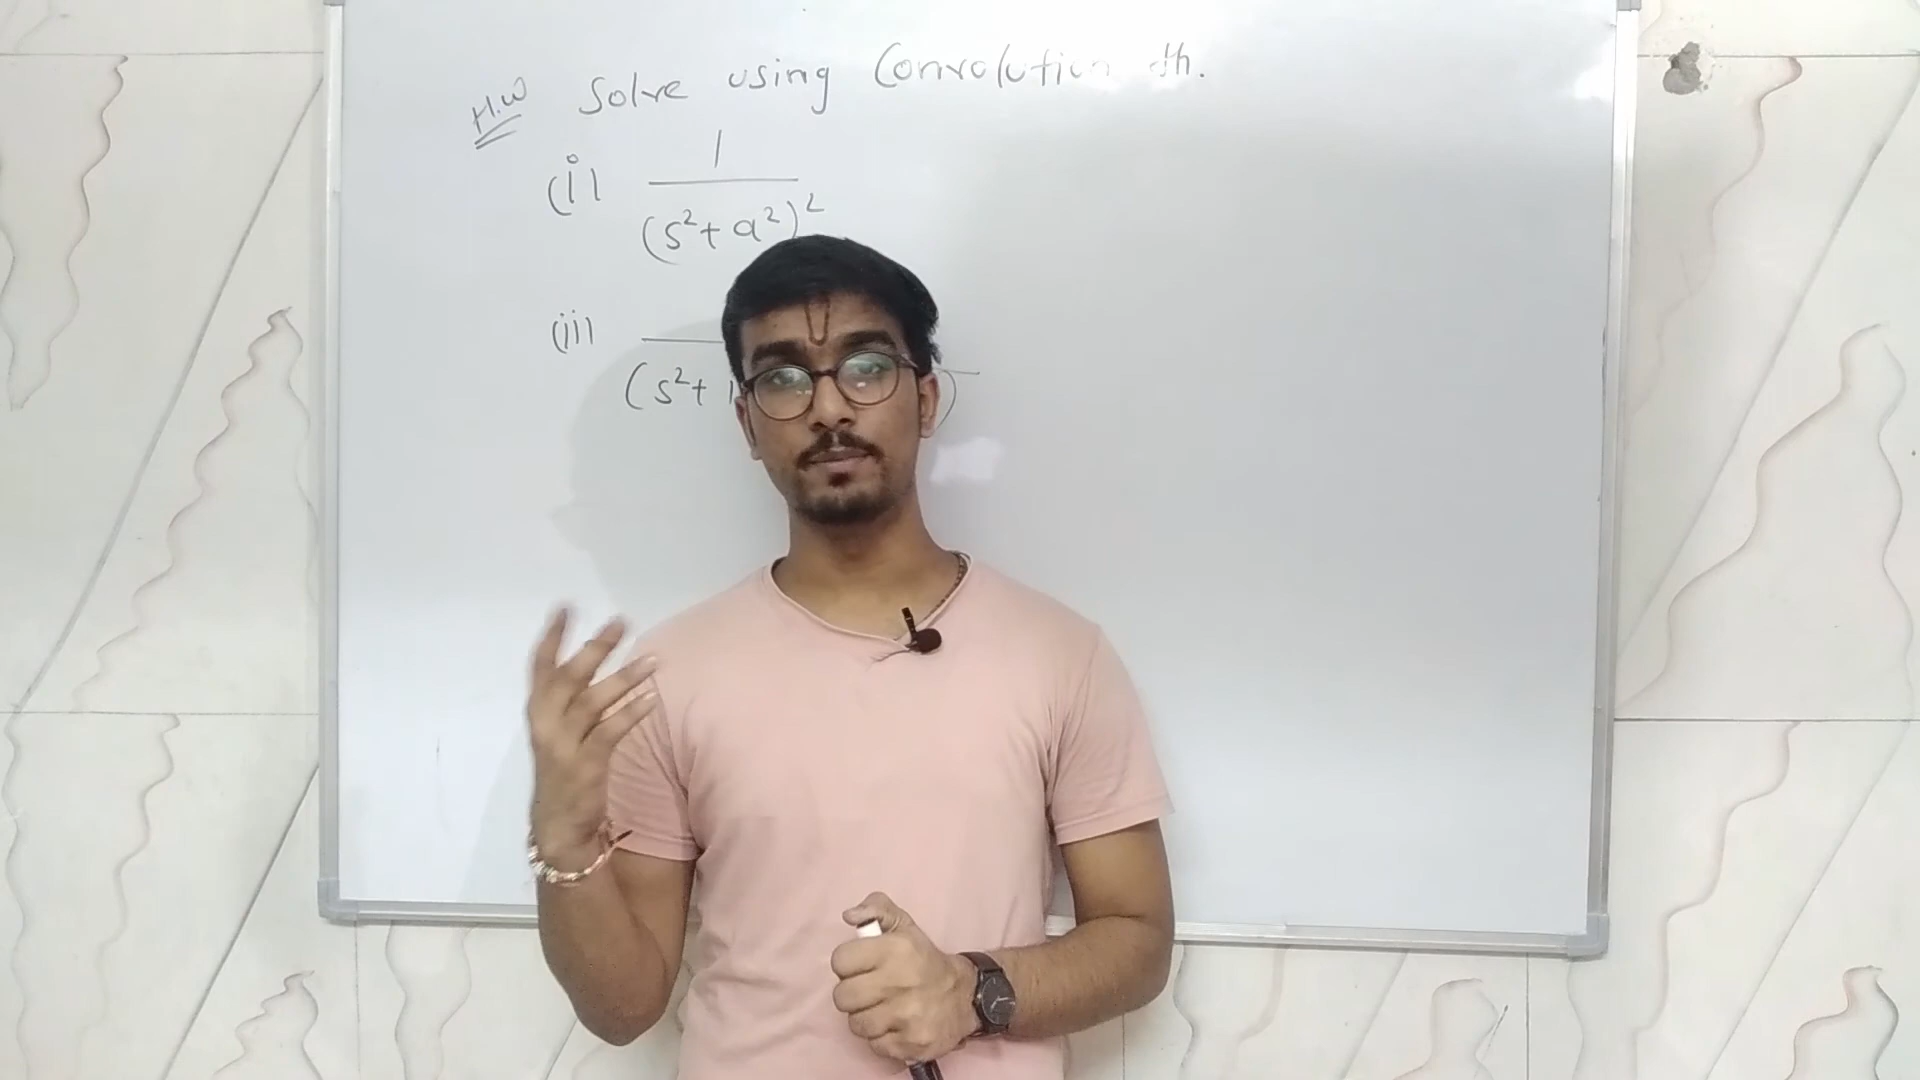 H.W Solve using Convolution th.
(i) 1
(s²+ a²)²
(ii)
(s²+ 1 )